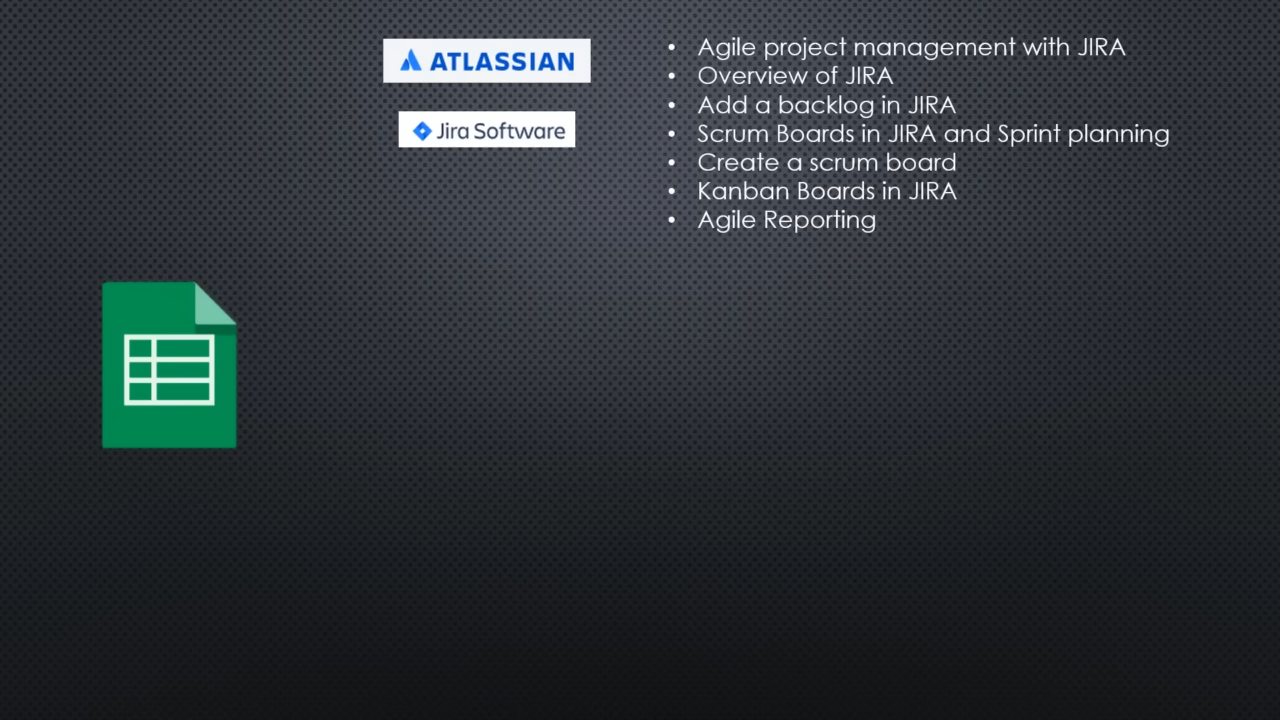 ATLASSIAN
Jira Software
• Agile project management with JIRA
• Overview of JIRA
• Add a backlog in JIRA
• Scrum Boards in JIRA and Sprint planning
• Create a scrum board
• Kanban Boards in JIRA
• Agile Reporting